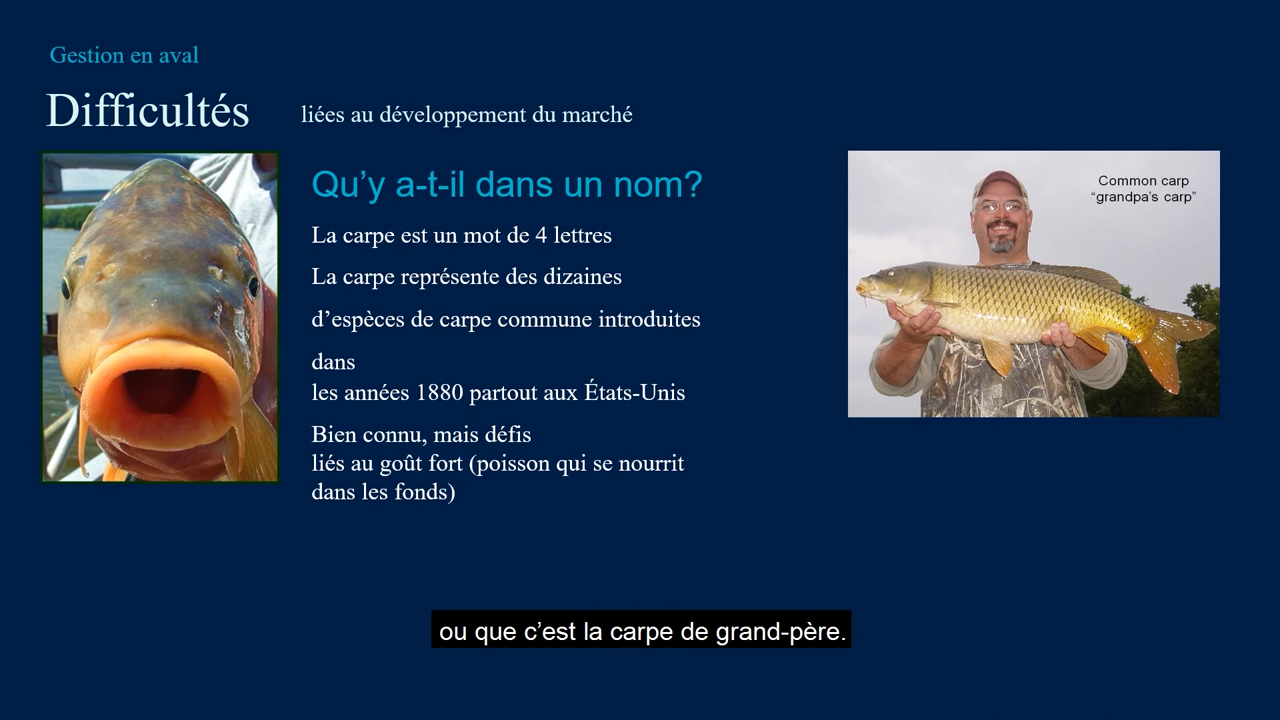 Gestion en aval
Difficultés
liées au développement du marché
Qu’y a-t-il dans un nom?
La carpe est un mot de 4 lettres
La carpe représente des dizaines
d’espèces de carpe commune introduites
dans
les années 1880 partout aux États-Unis
Bien connu, mais défis
liés au goût fort (poisson qui se nourrit
dans les fonds)
Common carp
“grandpa’s carp”
ou que c’est la carpe de grand-père.